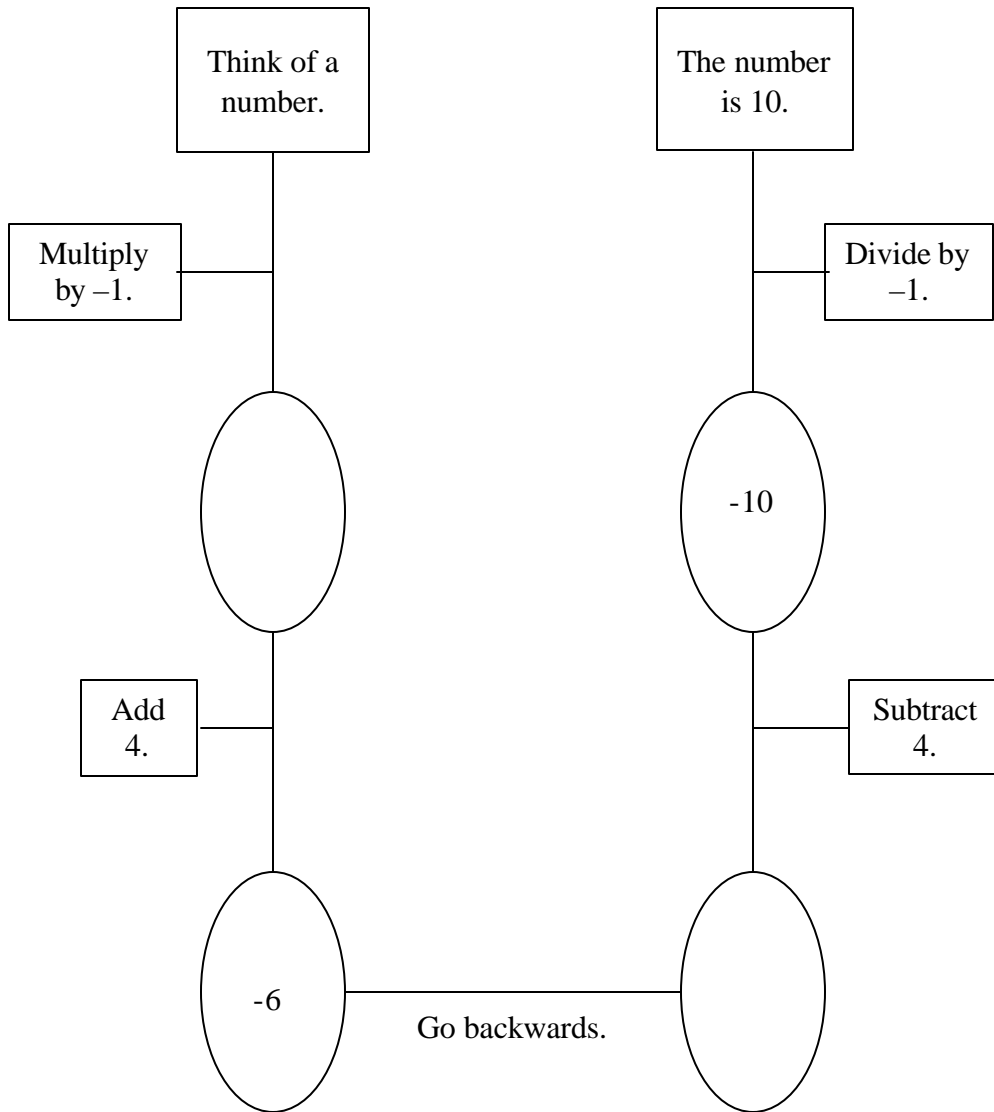 Think of a
number.
The number
is 10.
Multiply
by –1.
Divide by
–1.
-10
Add
4.
Subtract
4.
-6
Go backwards.